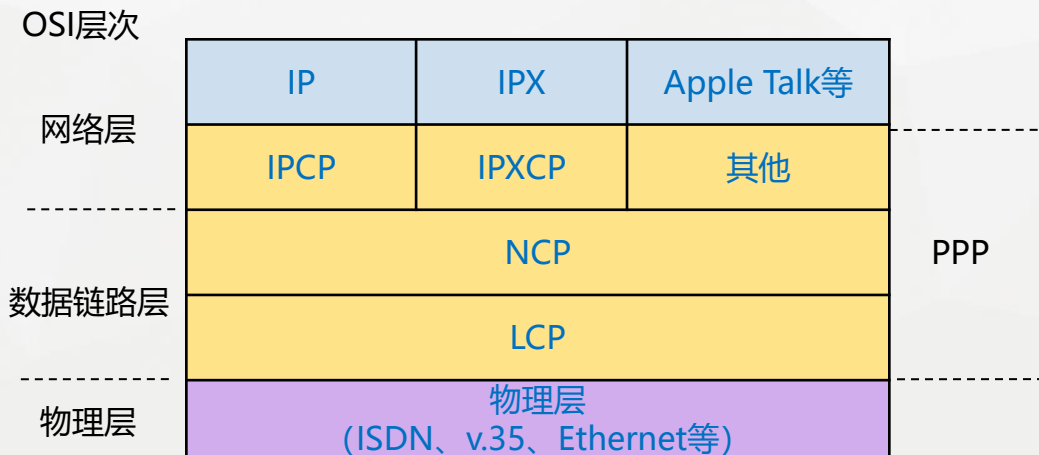 OSI层次
IP
IPX
Apple Talk等
网络层
IPCP
IPXCP
其他
NCP
PPP
数据链路层
LCP
物理层
物理层
（ISDN、v.35、Ethernet等）